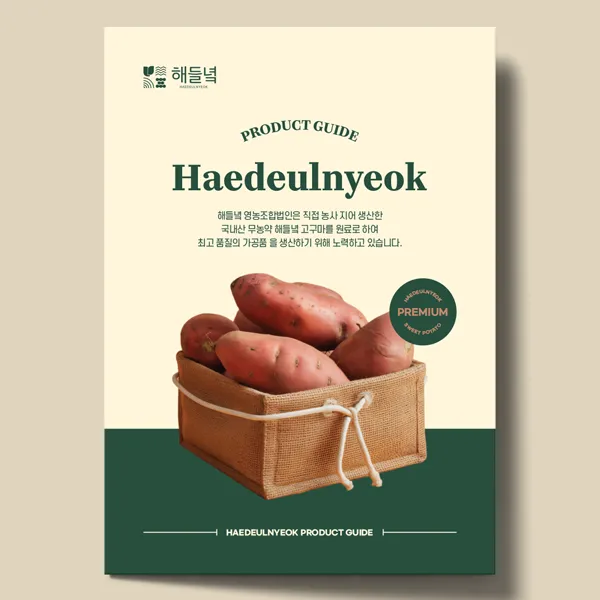 해들녘
HAEDEULNYEOK
PRODUCT GUIDE
Haedeulnyeok
해들녘 영농조합법인은 직접 농사 지어 생산한
국내산 무농약 해들녘 고구마를 원료로 하여
최고 품질의 가공품 을 생산하기 위해 노력하고 있습니다.
HAEDEULNYEOK
PREMIUM
SWEET POTATO
HAEDEULNYEOK PRODUCT GUIDE